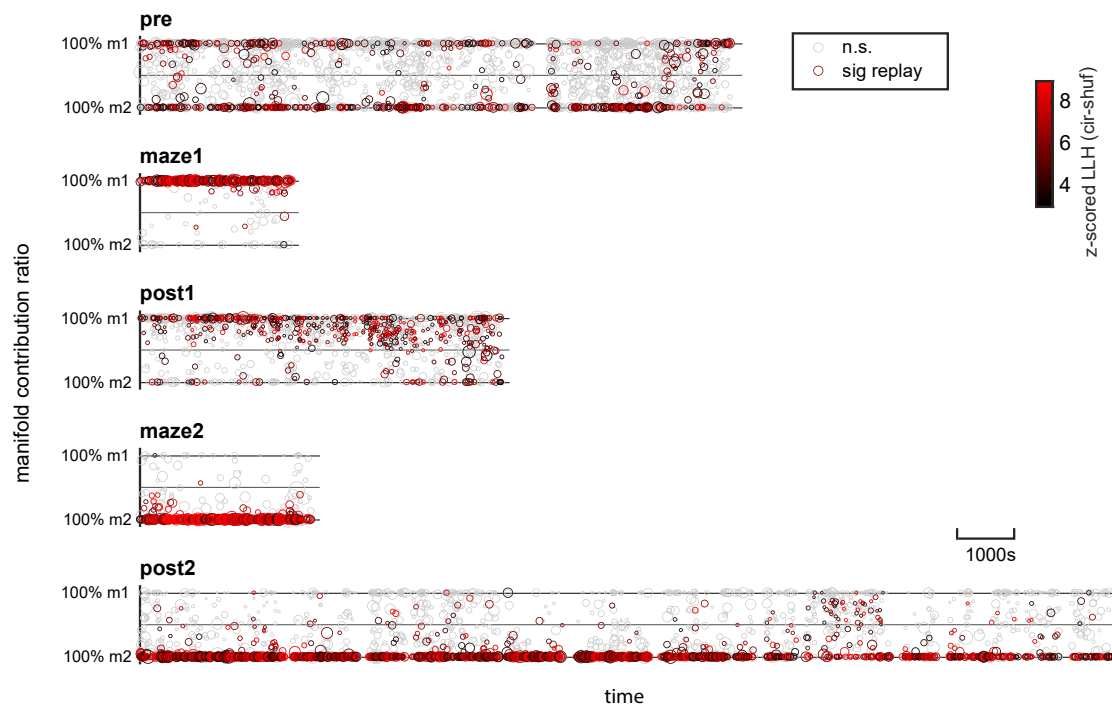 pre
100% m1
100% m2
n.s.
sig replay
8
6
4
z-scored LLH (cir-shuf)
maze1
100% m1
100% m2
manifold contribution ratio
post1
100% m1
100% m2
maze2
100% m1
100% m2
1000s
post2
100% m1
100% m2
time